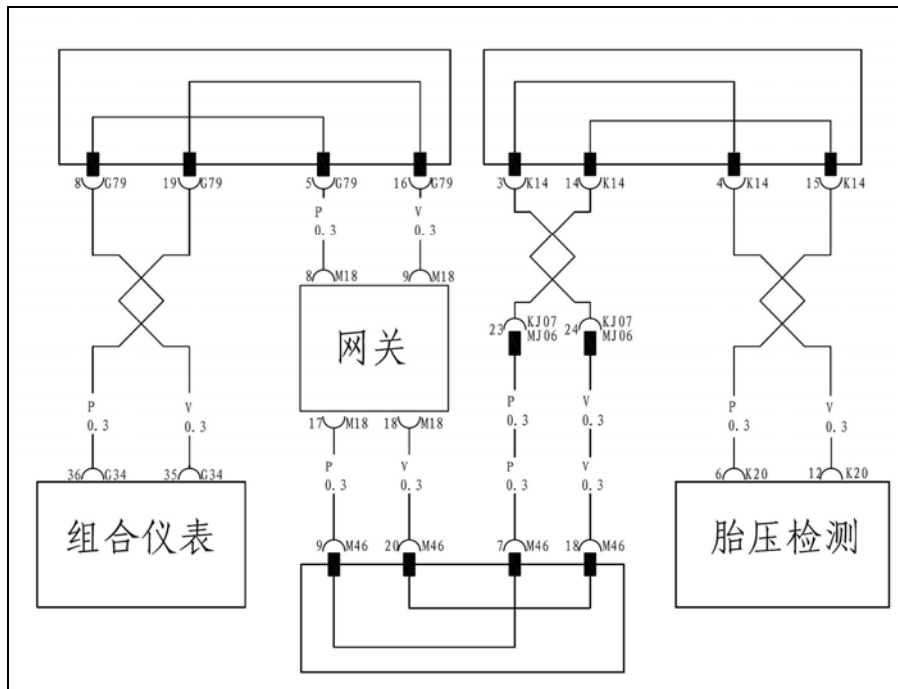 8 G79 19 G79 5 G79 16 G79 3 K14 14 K14 4 K14 15 K14
P V
0.3 0.3
8 M18 9 M18
网关
23 KJ07 24 KJ07
MJ06 MJ06
17 M18 18 M18
P V P V P V P V
0.3 0.3 0.3 0.3 0.3 0.3 0.3 0.3
36 G34 35 G34 6 K20 12 K20
组合仪表
胎压检测
9 M46 20 M46 7 M46 18 M46